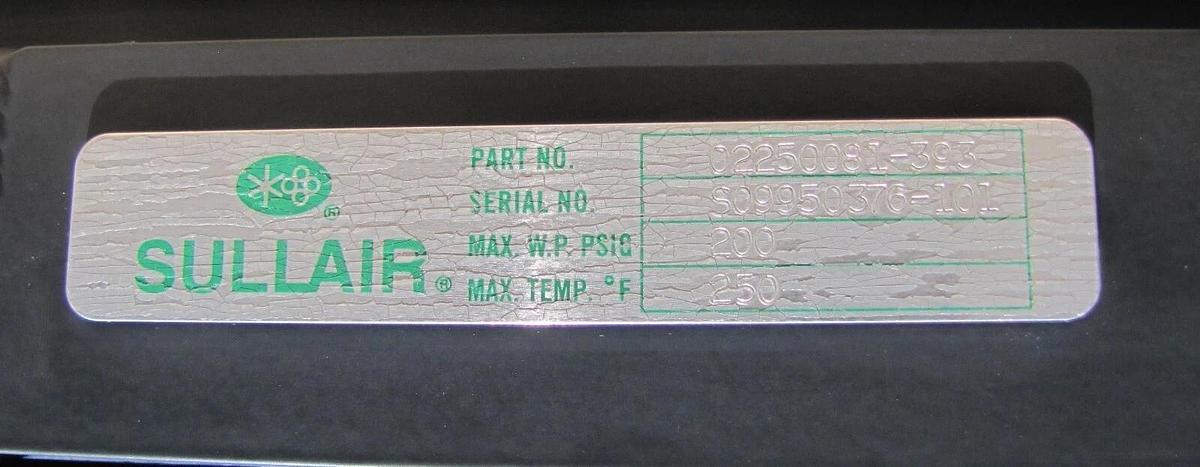 SULLAIR®
PART NO. 02250081-393
SERIAL NO. S09950376-101
MAX. W.P. PSIG 200
MAX. TEMP. °F 250